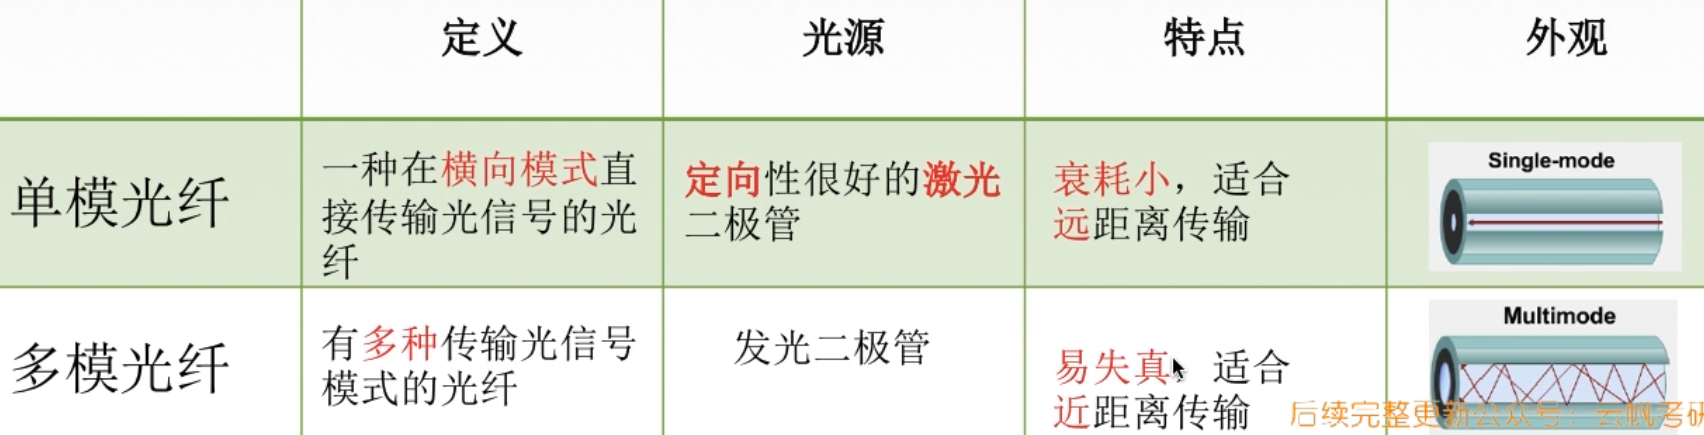 定义 光源 特点 外观
单模光纤
一种在横向模式直
接传输光信号的光
纤
定向性很好的激光
二极管
衰耗小，适合
远距离传输
Single-mode
多模光纤
有多种传输光信号
模式的光纤
发光二极管
易失真 适合
近距离传输
Multimode
后续完整更新公众号：云帆考研